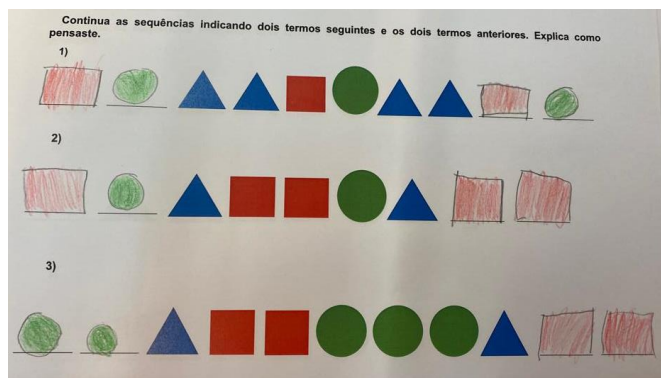 Continua as sequências indicando dois termos seguintes e os dois termos anteriores. Explica como
pensaste.
1)
2)
3)